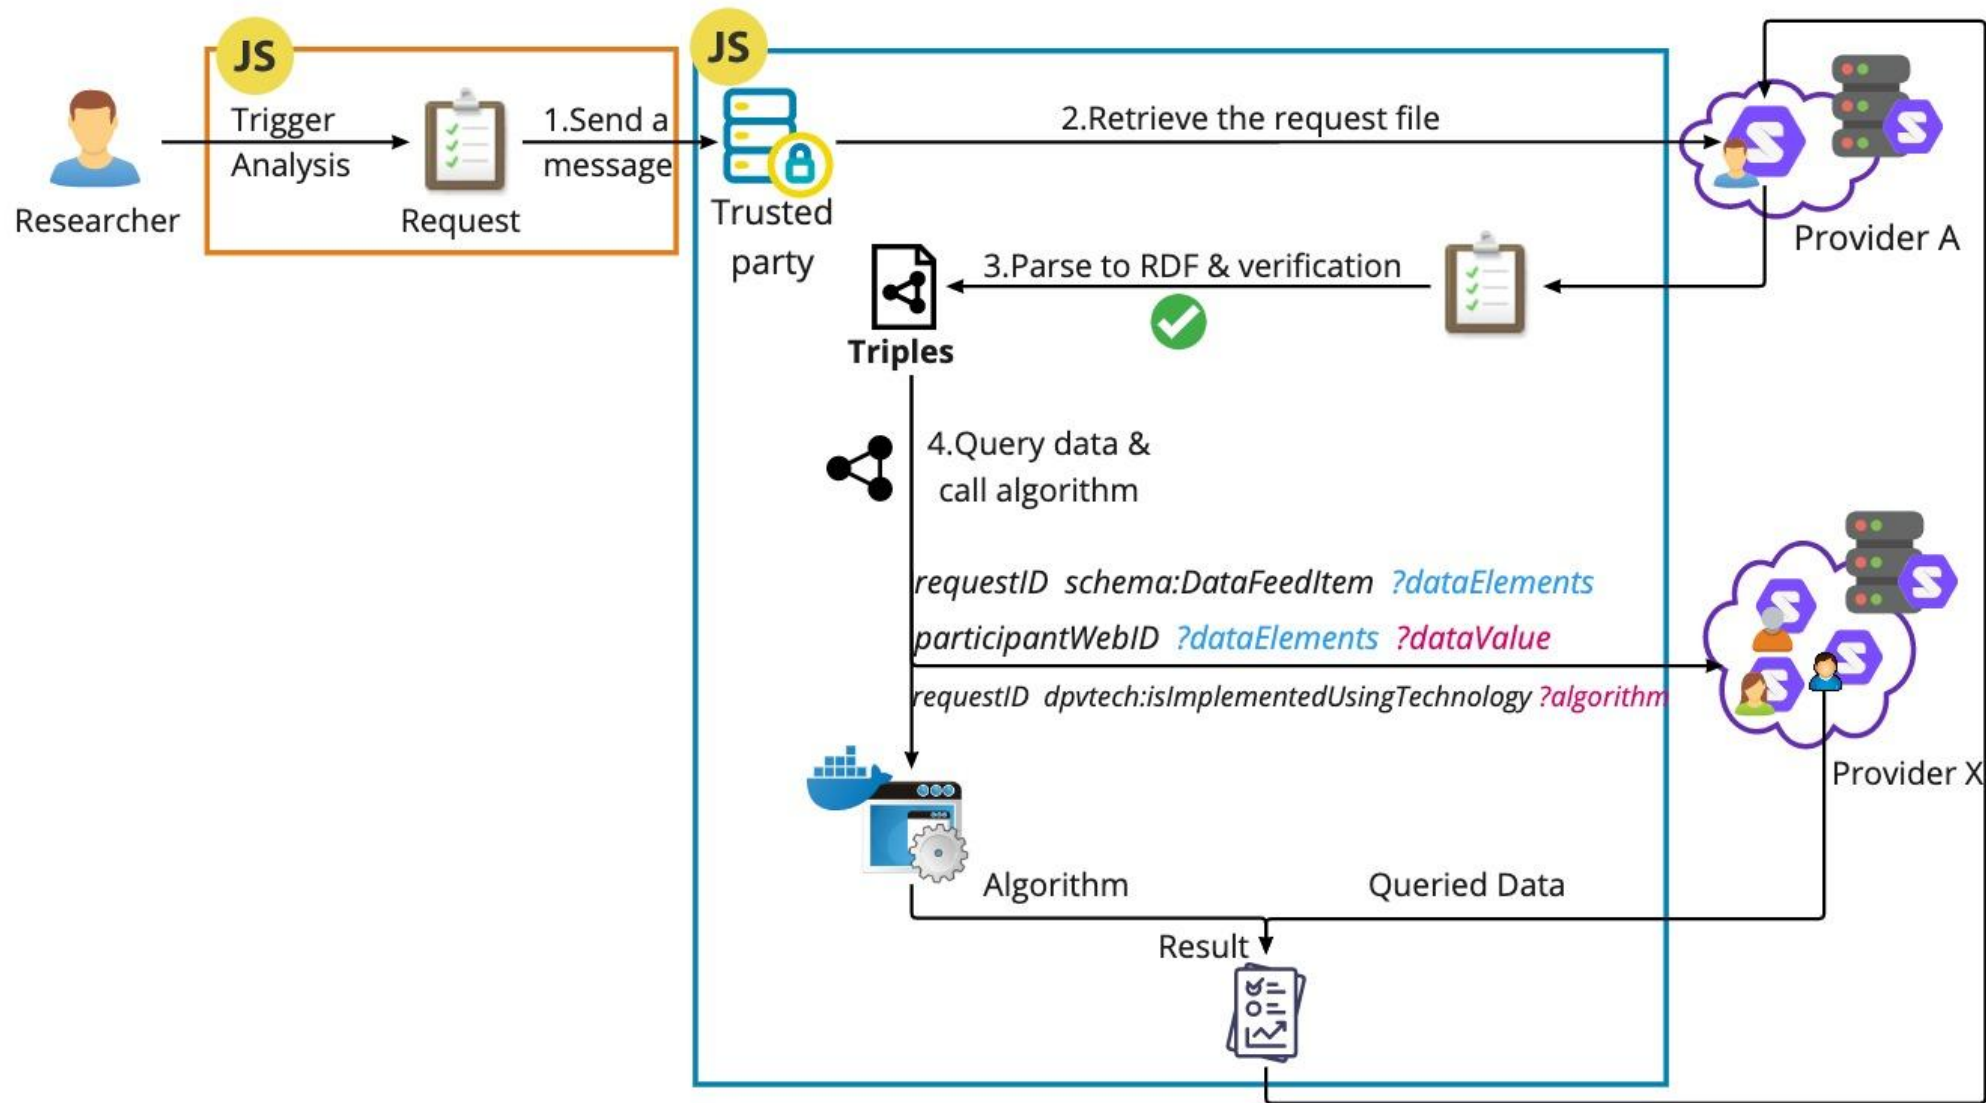 JS
JS
Trigger
Analysis
1.Send a
message
2.Retrieve the request file
Researcher
Request
Trusted
party
Provider A
3.Parse to RDF & verification
Triples
4.Query data &
call algorithm
requestID schema:DataFeedItem ?dataElements
participantWebID ?dataElements ?dataValue
requestID dpvtech:isImplementedUsingTechnology ?algorithm
Provider X
Algorithm
Queried Data
Result